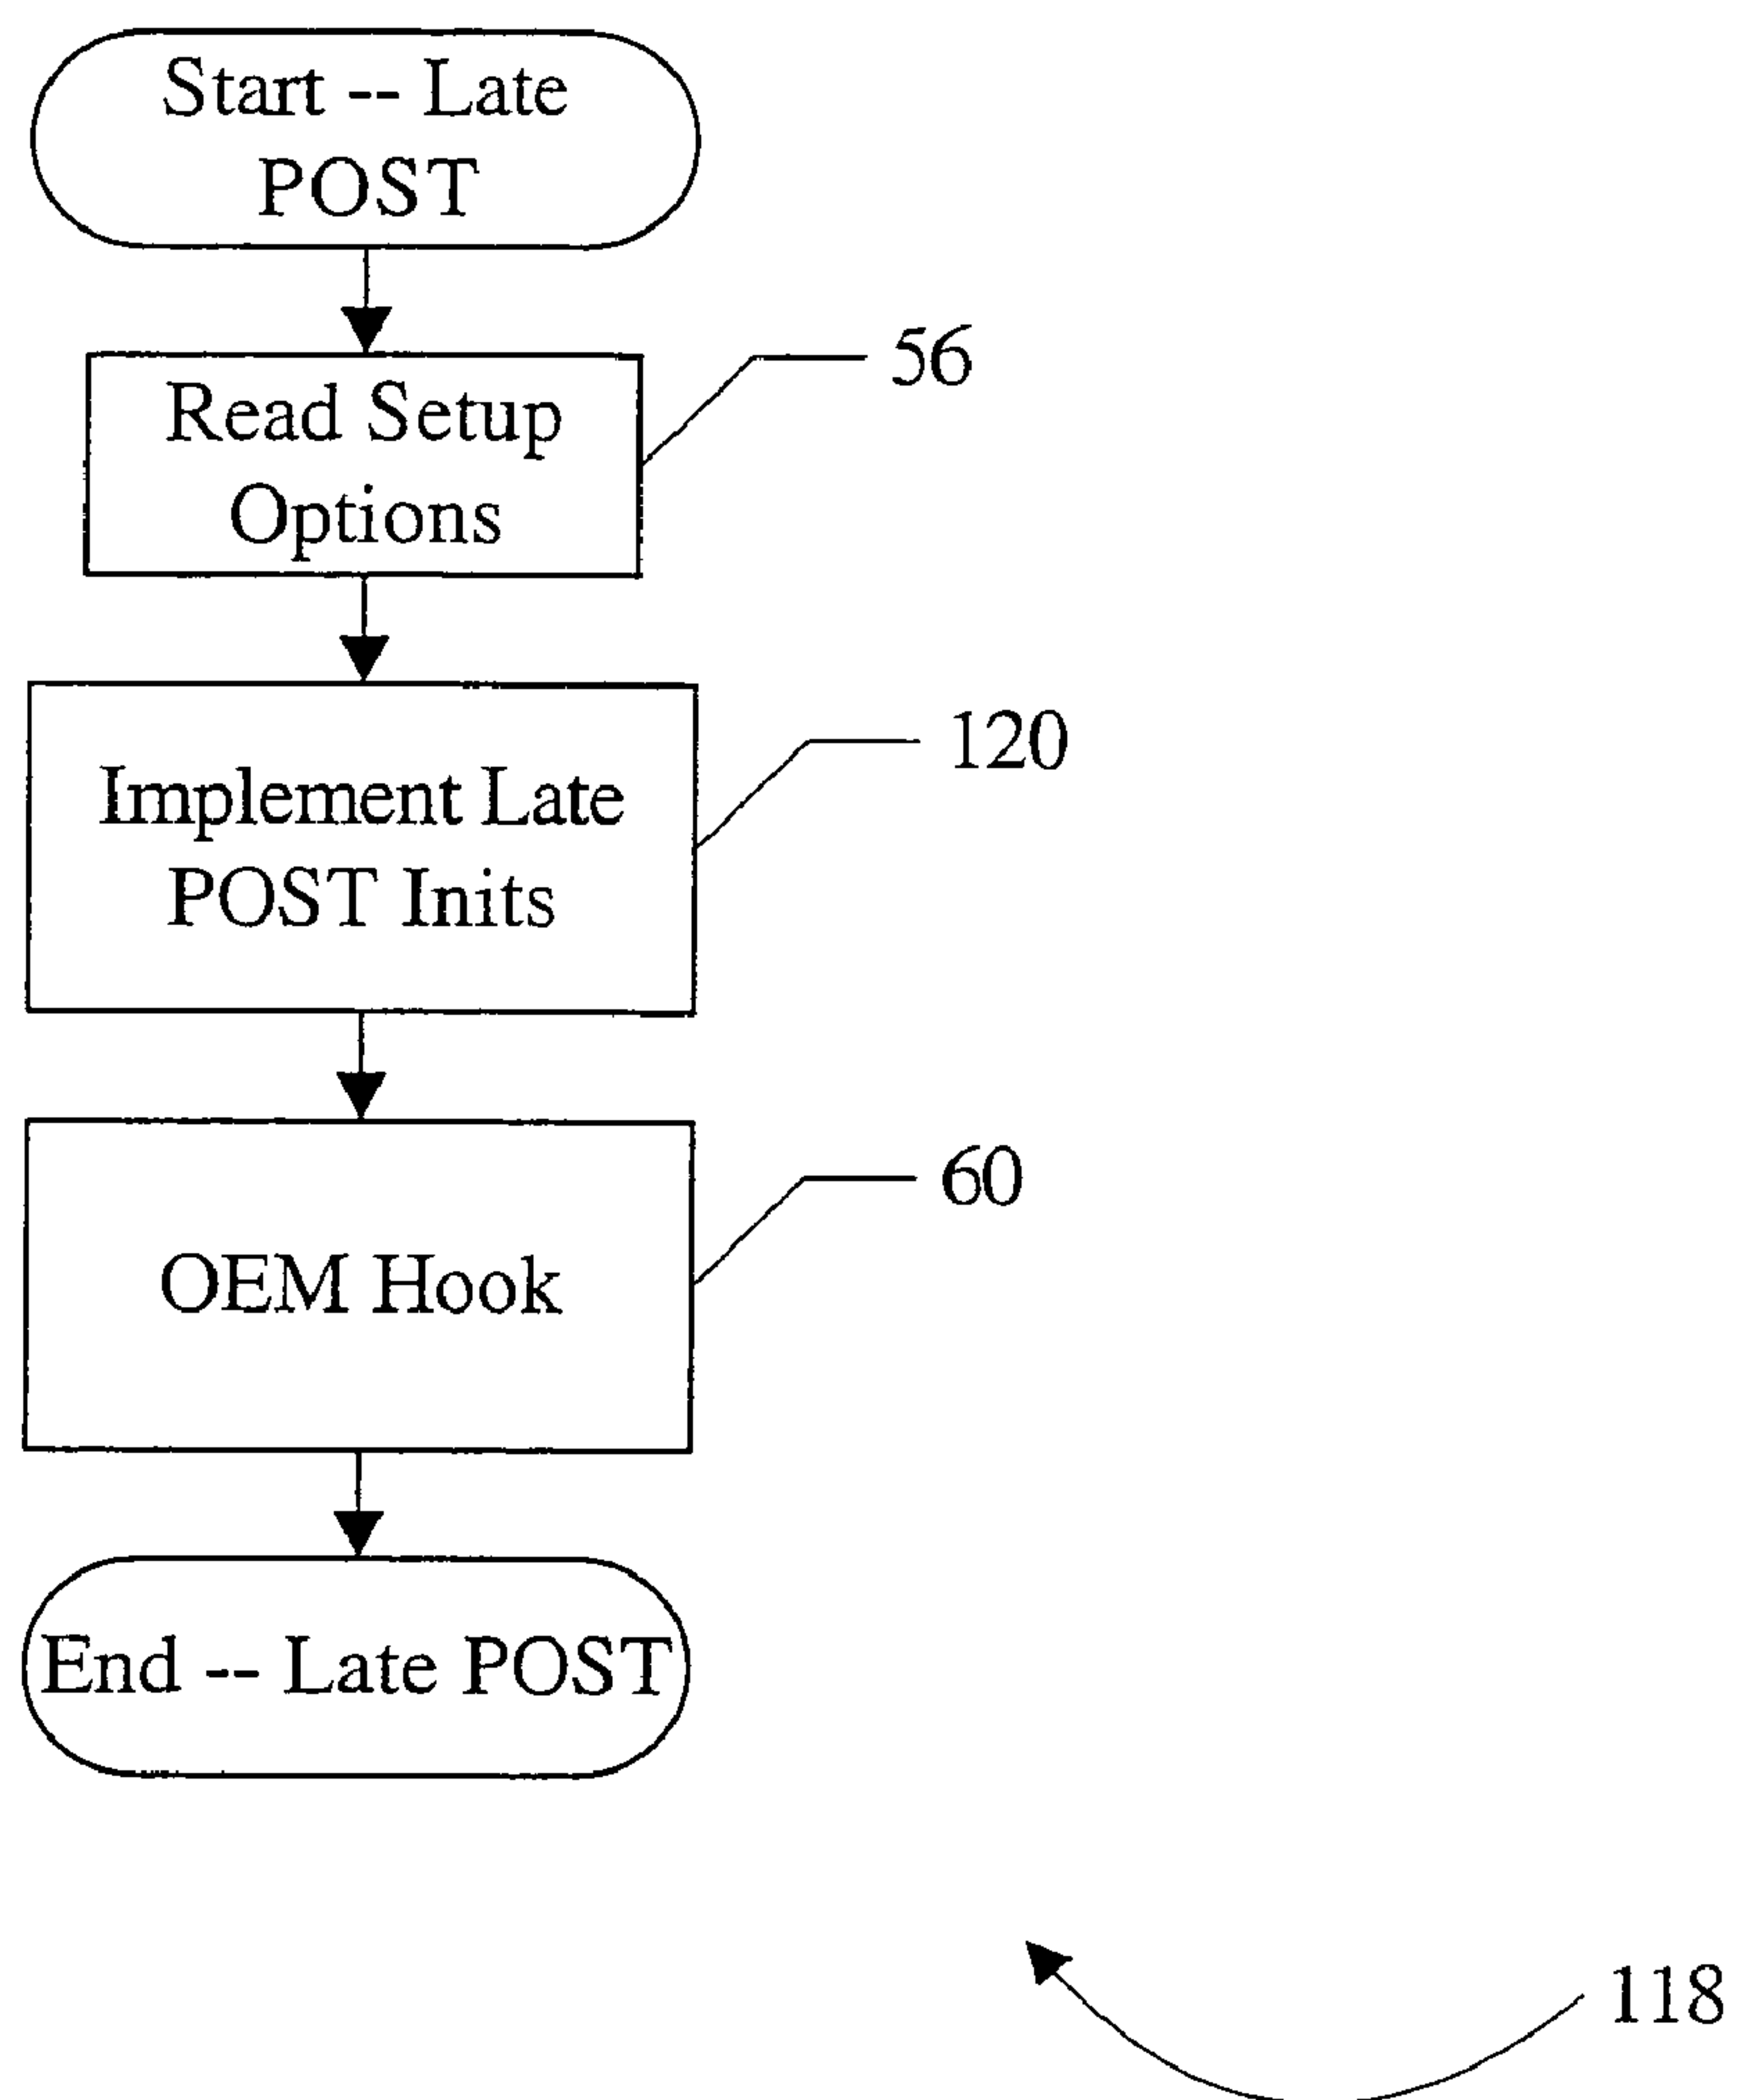 Start -- Late
POST
56
Read Setup
Options
120
Implement Late
POST Inits
60
OEM Hook
End -- Late POST
118